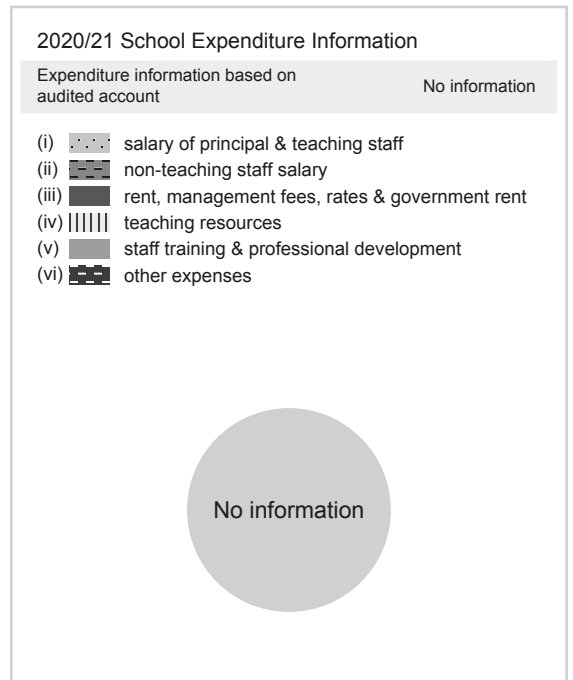 2020/21 School Expenditure Information
Expenditure information based on
audited account
No information
(i) salary of principal & teaching staff
(ii) non-teaching staff salary
(iii) rent, management fees, rates & government rent
(iv) teaching resources
(v) staff training & professional development
(vi) other expenses
No information